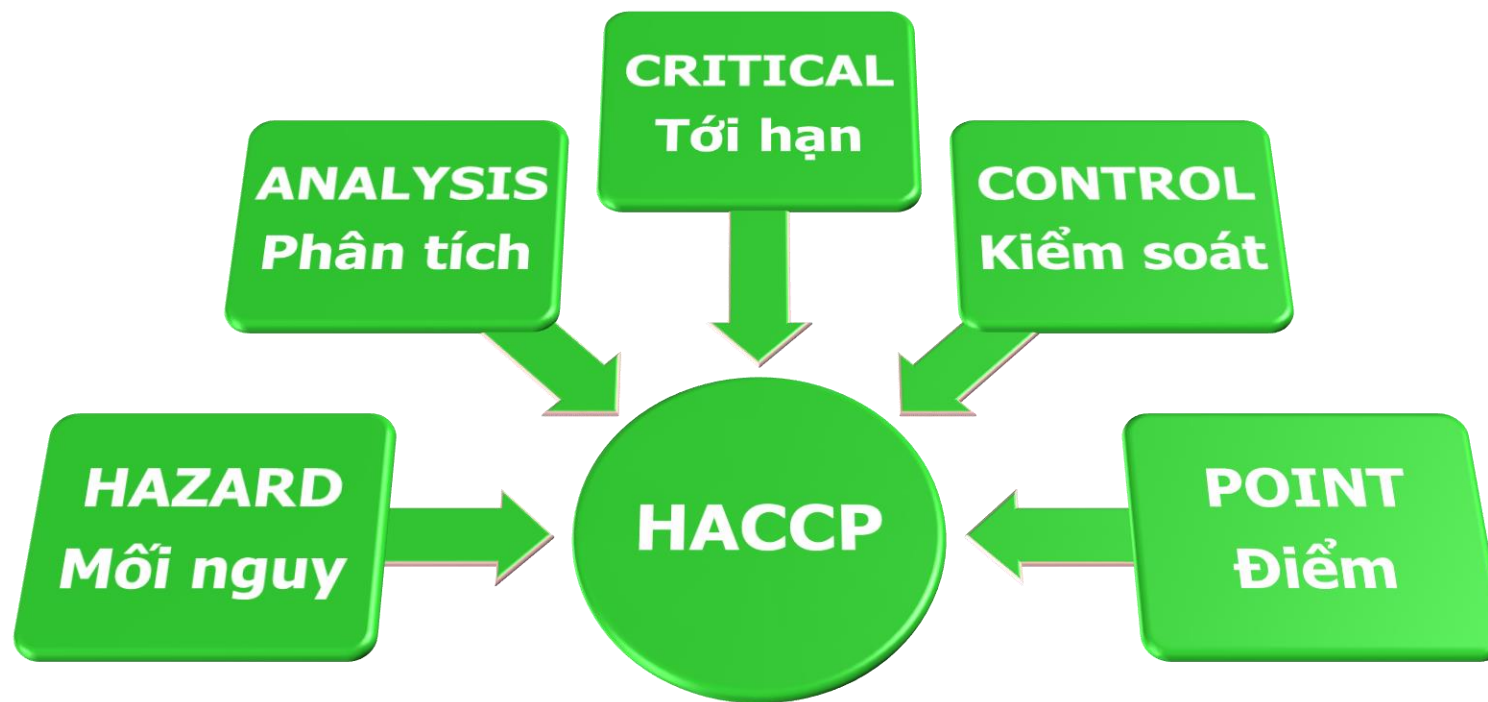 HAZARD
Mối nguy
ANALYSIS
Phân tích
CRITICAL
Tới hạn
CONTROL
Kiểm soát
POINT
Điểm
HACCP